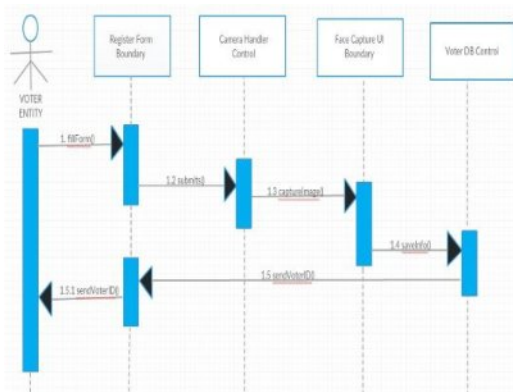 Register Form
Boundary
Camera Handler
Control
Face Capture UI
Boundary
Voter DB Control
VOTER
ENTITY
1. fillForm()
1.2 submits()
1.3 captureImage()
1.4 saveInfo()
1.5 sendVoterID()
1.5.1 sendVoterID()